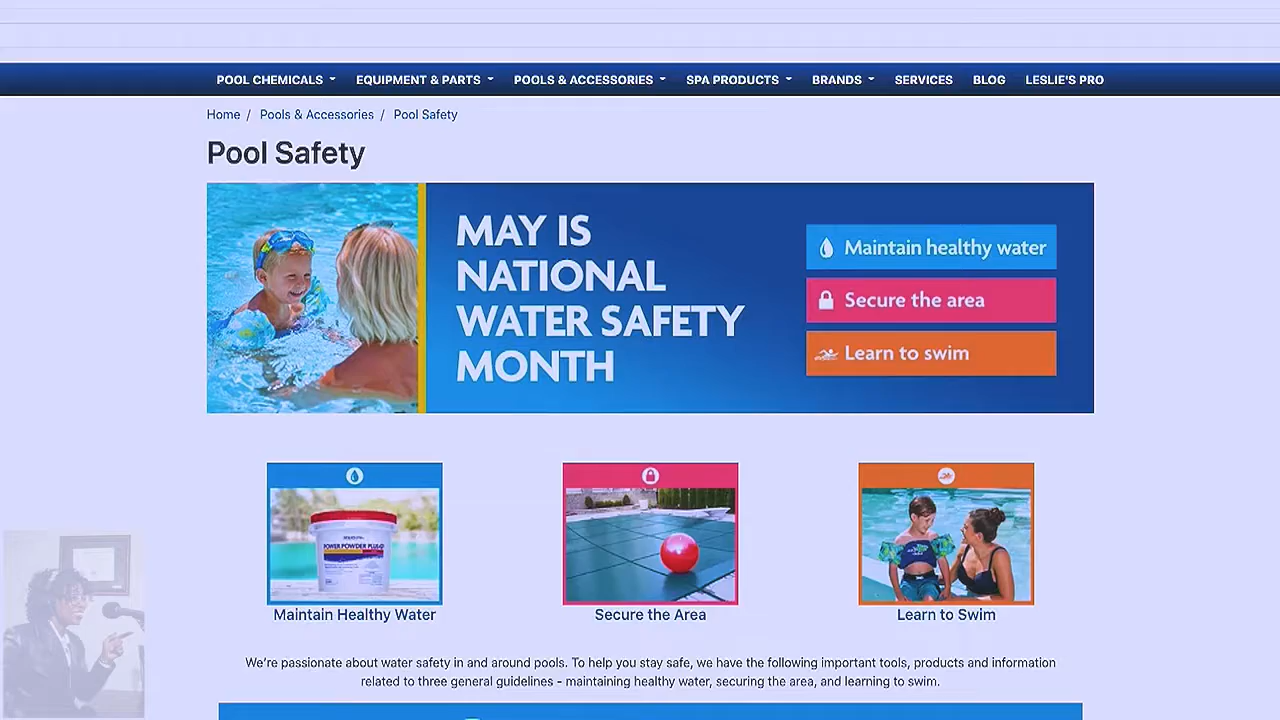 POOL CHEMICALS EQUIPMENT & PARTS POOLS & ACCESSORIES SPA PRODUCTS BRANDS SERVICES BLOG LESLIE'S PRO
Home / Pools & Accessories / Pool Safety
Pool Safety
MAY IS
NATIONAL
WATER SAFETY
MONTH
Maintain healthy water
Secure the area
Learn to swim
POWER POWDER PLUS
Maintain Healthy Water
Secure the Area
Learn to Swim
We're passionate about water safety in and around pools. To help you stay safe, we have the following important tools, products and information
related to three general guidelines - maintaining healthy water, securing the area, and learning to swim.